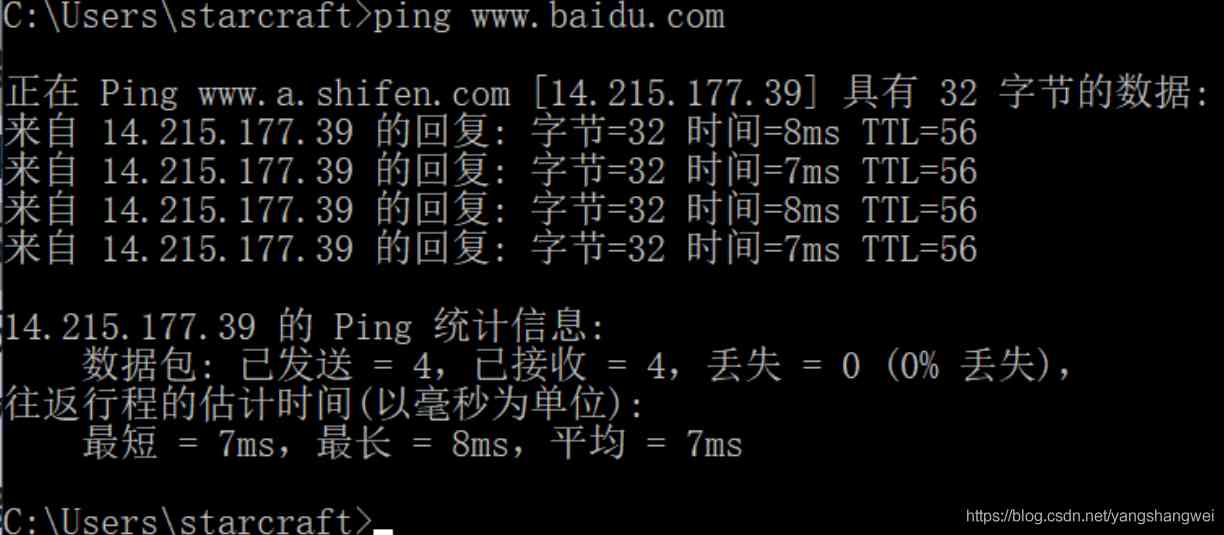 C:\Users\starcraft>ping www.baidu.com
正在 Ping www.a.shifen.com [14.215.177.39] 具有 32 字节的数据:
来自 14.215.177.39 的回复: 字节=32 时间=8ms TTL=56
来自 14.215.177.39 的回复: 字节=32 时间=7ms TTL=56
来自 14.215.177.39 的回复: 字节=32 时间=8ms TTL=56
来自 14.215.177.39 的回复: 字节=32 时间=7ms TTL=56
14.215.177.39 的 Ping 统计信息:
数据包: 已发送 = 4，已接收 = 4，丢失 = 0 (0% 丢失)，
往返行程的估计时间(以毫秒为单位):
最短 = 7ms，最长 = 8ms，平均 = 7ms
C:\Users\starcraft>
https://blog.csdn.net/yangshangwei